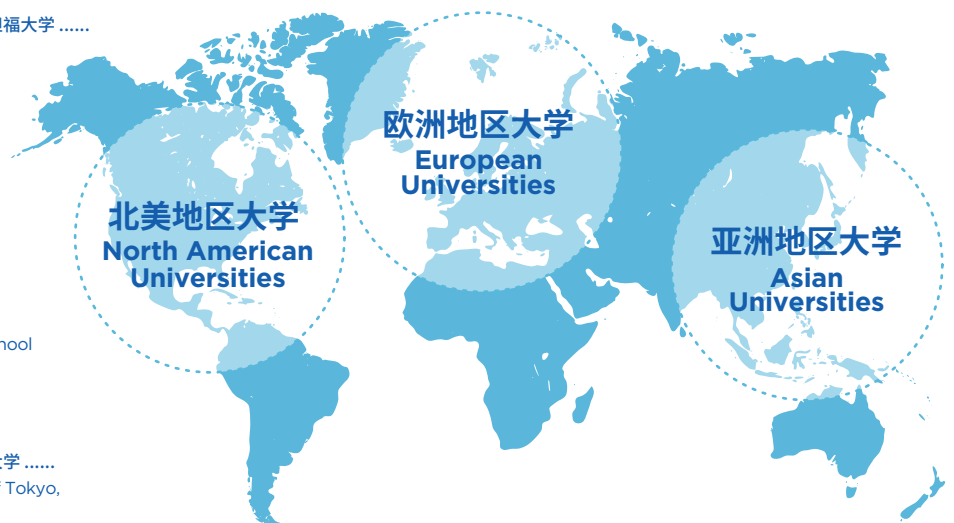 福大学 ......
欧洲地区大学
European
Universities
北美地区大学
North American
Universities
亚洲地区大学
Asian
Universities
学 ......
Tokyo,